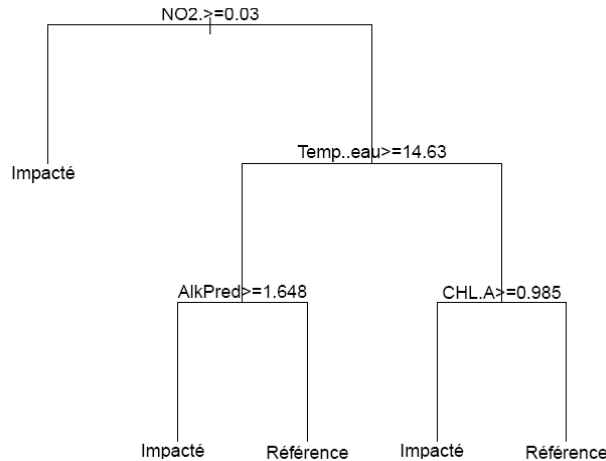 NO2.>=0.03
Impacté
Temp..eau>=14.63
AlkPred>=1.648
CHL.A>=0.985
Impacté
Référence
Impacté
Référence